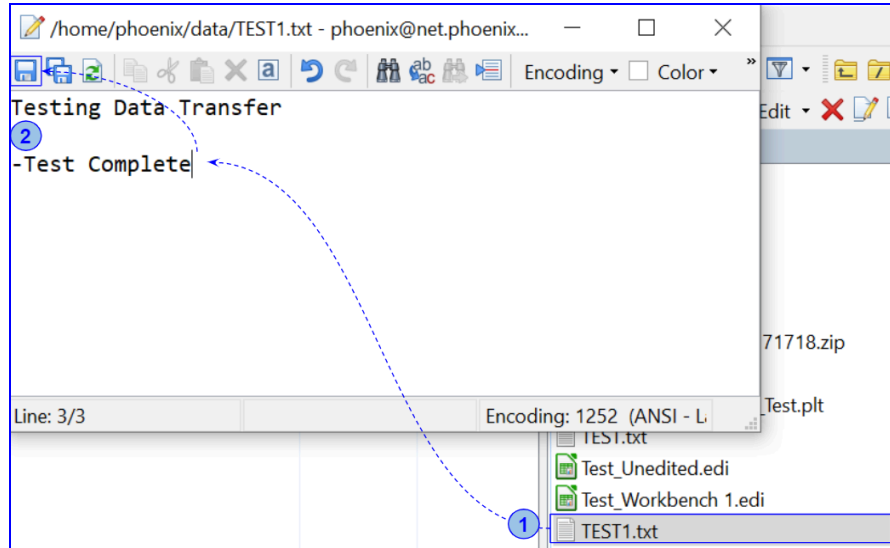 /home/phoenix/data/TEST1.txt - phoenix@net.phoenix...
Encoding Color »
Testing Data Transfer
2
-Test Complete
Line: 3/3
Encoding: 1252 (ANSI - L
Edit
71718.zip
_Test.plt
TEST.txt
Test_Unedited.edi
Test_Workbench 1.edi
1
TEST1.txt